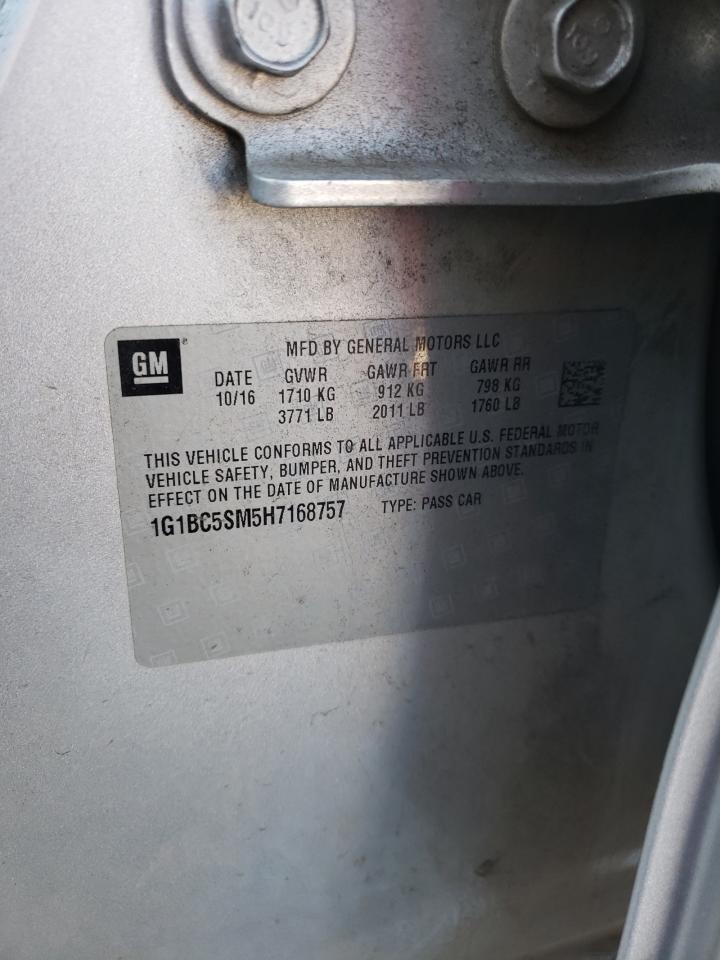 GM
MFD BY GENERAL MOTORS LLC
DATE GVWR GAWR FRT GAWR RR
10/16 1710 KG 912 KG 798 KG
3771 LB 2011 LB 1760 LB
THIS VEHICLE CONFORMS TO ALL APPLICABLE U.S. FEDERAL MOTOR
VEHICLE SAFETY, BUMPER, AND THEFT PREVENTION STANDARDS IN
EFFECT ON THE DATE OF MANUFACTURE SHOWN ABOVE.
1G1BC5SM5H7168757 TYPE: PASS CAR